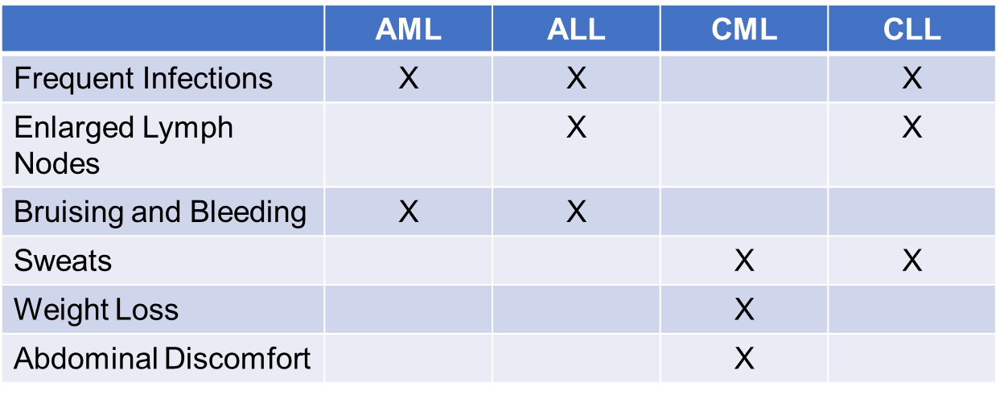 AML ALL CML CLL
Frequent Infections X X X
Enlarged Lymph X X
Nodes
Bruising and Bleeding X X
Sweats X X
Weight Loss X
Abdominal Discomfort X